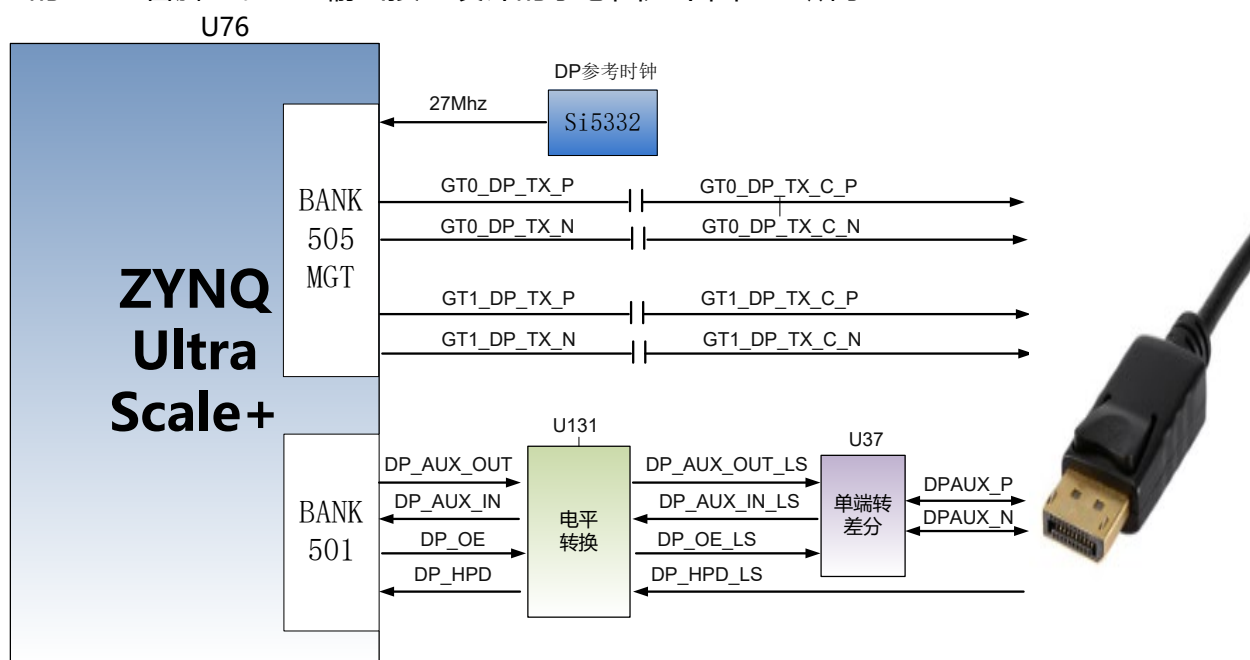 U76
DP参考时钟
27Mhz
Si5332
BANK
505
MGT
GT0_DP_TX_P
GT0_DP_TX_C_P
GT0_DP_TX_N
GT0_DP_TX_C_N
GT1_DP_TX_P
GT1_DP_TX_C_P
GT1_DP_TX_N
GT1_DP_TX_C_N
ZYNQ
Ultra
Scale+
BANK
501
U131
U37
DP_AUX_OUT
DP_AUX_OUT_LS
DP_AUX_IN
DP_AUX_IN_LS
DP_OE
DP_OE_LS
DP_HPD
DP_HPD_LS
电平
转换
单端转
差分
DPAUX_P
DPAUX_N